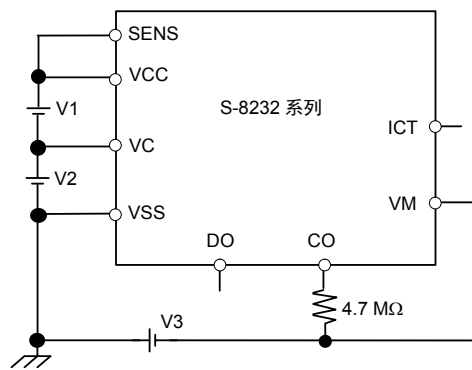 SENS
VCC
S-8232 系列
V1
ICT
VC
V2
VM
VSS
DO
CO
4.7 MΩ
V3